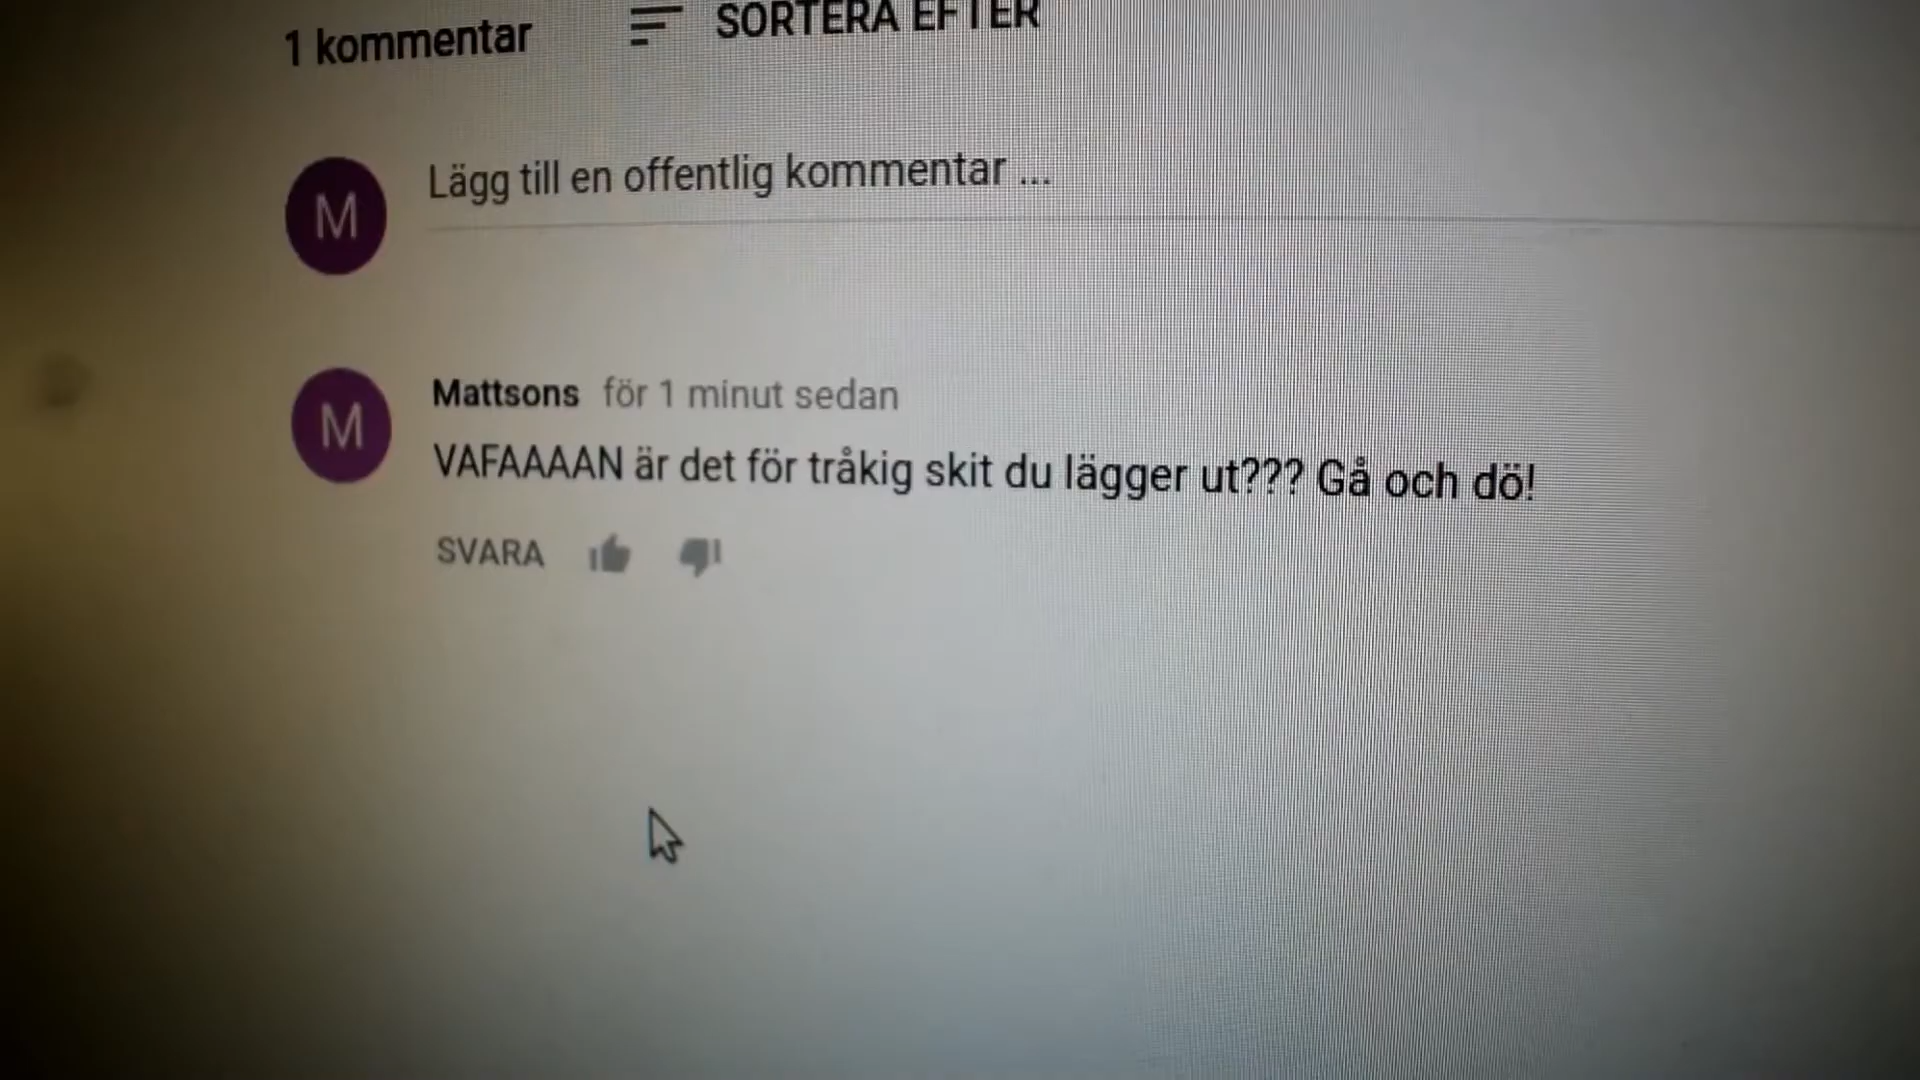 1 kommentar SORTERA EFTER
M Lägg till en offentlig kommentar ...
M Mattsons för 1 minut sedan
VAFAAAAN är det för tråkig skit du lägger ut??? Gå och dö!
SVARA